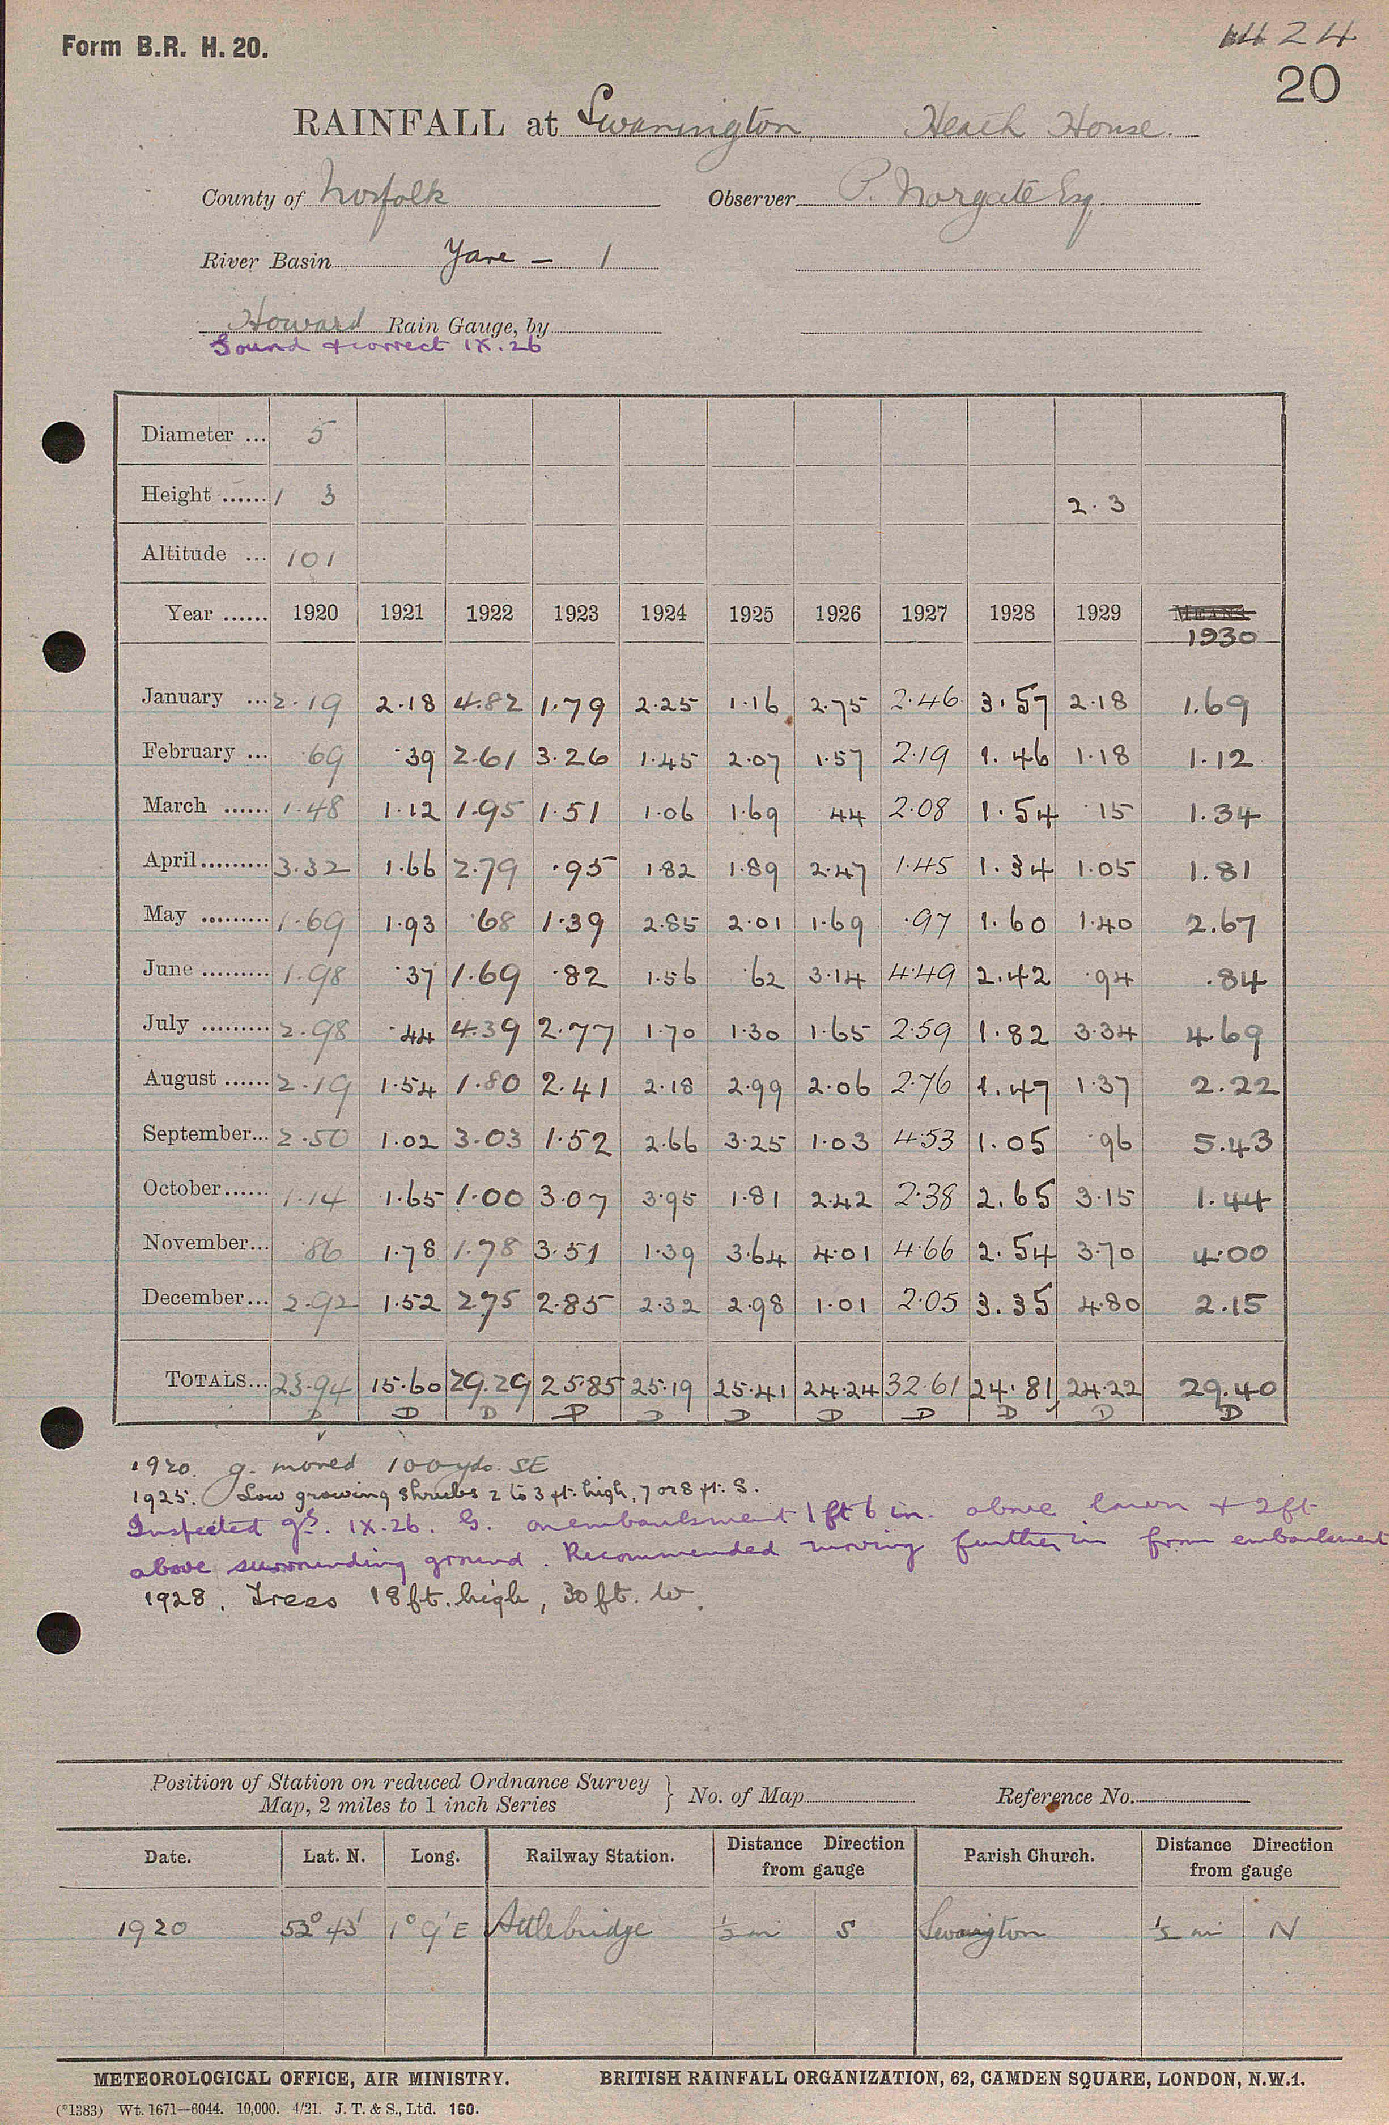 Form B.R. H. 20.
24
20
RAINFALL at Swannington, Heath House.
County of Norfolk Observer P. Norgate Esq.
River Basin Yare - 1
Howard Rain Gauge, by
Sound & correct IX.26
Diameter ... 5
Height ...... 1 3 2.3
Altitude ... 101
Year ...... 1920 1921 1922 1923 1924 1925 1926 1927 1928 1929 MEANS
1930
January ... 2.19 2.18 4.82 1.79 2.25 1.16 2.75 2.46 3.57 2.18 1.69
February ... .69 .39 2.61 3.26 1.45 2.07 1.57 2.19 1.46 1.18 1.12
March ...... 1.48 1.12 1.95 1.51 1.06 1.69 .44 2.08 1.54 .15 1.34
April ......... 3.32 1.66 2.79 .95 1.82 1.89 2.47 1.45 1.34 1.05 1.81
May ......... 1.69 1.93 .68 1.39 2.85 2.01 1.69 .97 1.60 1.40 2.67
June ......... 1.98 .37 1.69 .82 1.56 .62 3.14 4.49 2.42 .94 .84
July ......... 2.98 .44 4.39 2.77 1.70 1.30 1.65 2.59 1.82 3.34 4.69
August ...... 2.19 1.54 1.80 2.41 2.18 2.99 2.06 2.76 1.47 1.37 2.22
September... 2.50 1.02 3.03 1.52 2.66 3.25 1.03 4.53 1.05 .96 5.43
October...... 1.14 1.65 1.00 3.07 3.95 1.81 2.42 2.38 2.65 3.15 1.44
November... .86 1.78 1.78 3.51 1.39 3.64 4.01 4.66 2.54 3.70 4.00
December... 2.92 1.52 2.75 2.85 2.32 2.98 1.01 2.05 3.35 4.80 2.15
TOTALS... 23.94 15.60 29.29 25.85 25.19 25.41 24.24 32.61 24.81 24.22 29.40
D D D D D D D D D D D
1920. g. moved 100 yds. SE
1925. Low growing shrubs 2 to 3 ft. high, 7 or 8 ft. S.
Inspected gS. IX.26. G. on embankment 1 ft 6 in. above lawn & 2 ft
above surrounding ground. Recommended moving further in from embankment
1928. Trees 18 ft. high, 30 ft. W.
Position of Station on reduced Ordnance Survey
Map, 2 miles to 1 inch Series } No. of Map Reference No.
Date. Lat. N. Long. Railway Station. Distance Direction from gauge Parish Church. Distance Direction from gauge
1920 52° 43' 1° 9' E Attlebridge ½ mi S Swannington ½ mi N
METEOROLOGICAL OFFICE, AIR MINISTRY. BRITISH RAINFALL ORGANIZATION, 62, CAMDEN SQUARE, LONDON, N.W.1.
(*1383) Wt. 1671—6044. 10,000. 4/21. J. T. & S., Ltd. 160.